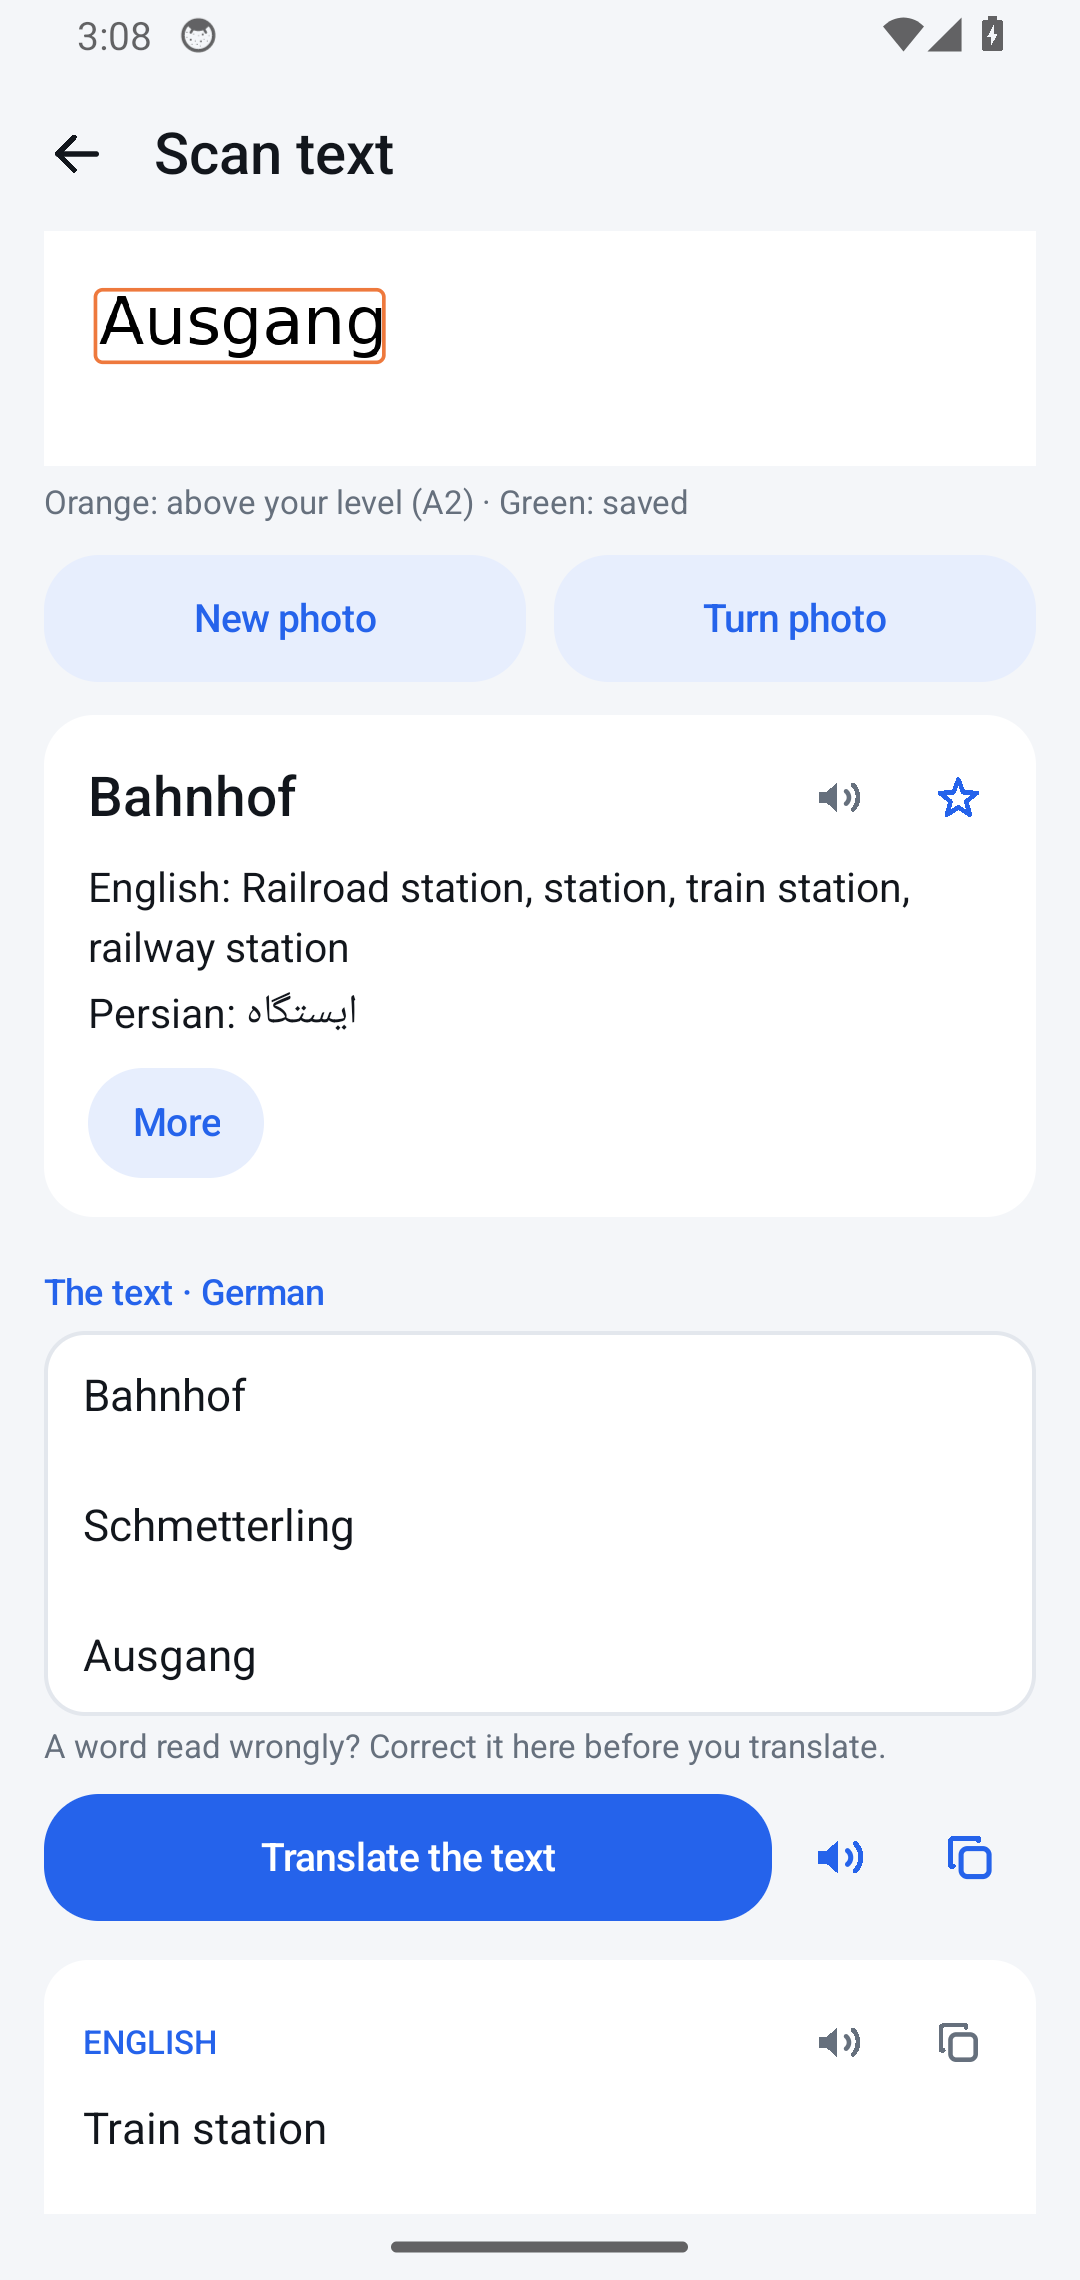 3:08
Scan text
Ausgang
Orange: above your level (A2) · Green: saved
New photo
Turn photo
Bahnhof
English: Railroad station, station, train station,
railway station
Persian: ایستگاه
More
The text · German
Bahnhof
Schmetterling
Ausgang
A word read wrongly? Correct it here before you translate.
Translate the text
ENGLISH
Train station